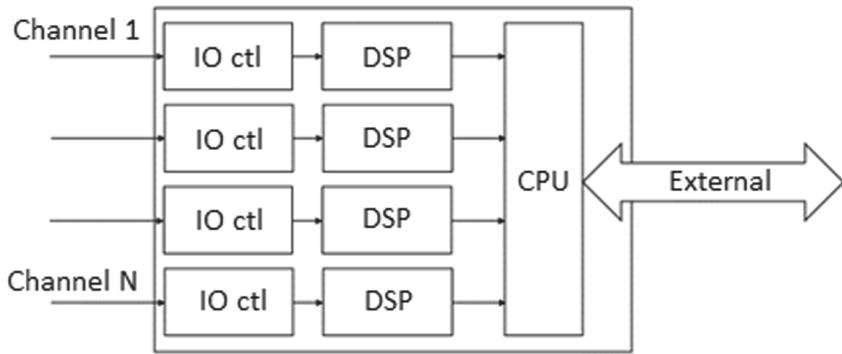 Channel 1
IO ctl
DSP
IO ctl
DSP
CPU
External
IO ctl
DSP
Channel N
IO ctl
DSP